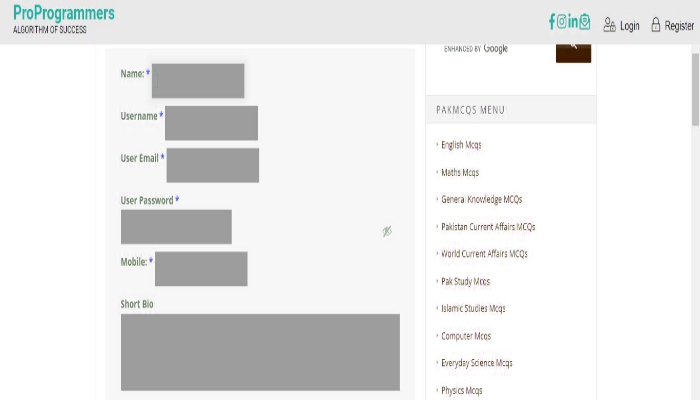 ProProgrammers
ALGORITHM OF SUCCESS
Login
Register
ENHANCED BY Google
Name: *
Username *
User Email *
User Password *
Mobile: *
Short Bio
PAKMCQS MENU
English Mcqs
Maths Mcqs
General Knowledge MCQs
Pakistan Current Affairs MCQs
World Current Affairs MCQs
Pak Study Mcqs
Islamic Studies Mcqs
Computer Mcqs
Everyday Science Mcqs
Physics Mcqs